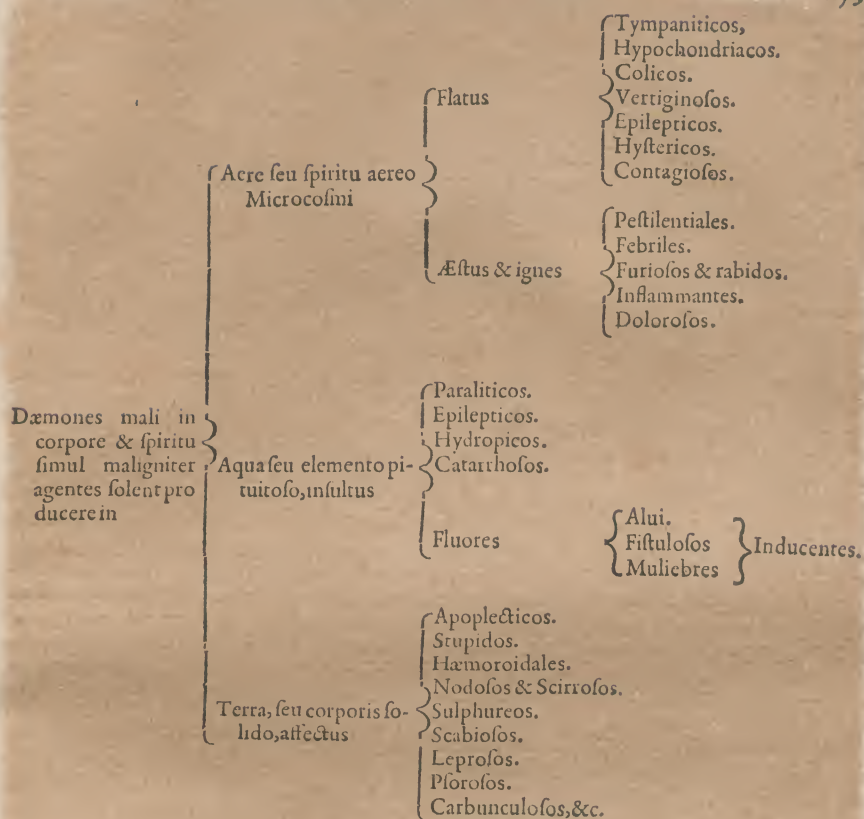 Tympaniticos,
Hypochondriacos.
Colicos.
Flatus
Vertiginoſos.
Epilepticos.
Hyſtericos.
Contagioſos.
Aere ſeu ſpiritu aereo
Microcoſmi
Peſtilentiales.
Febriles.
Æſtus & ignes
Furioſos & rabidos.
Inflammantes.
Doloroſos.
Dæmones mali in
corpore & ſpiritu
ſimul maligniter
agentes ſolent pro
ducere in
Paraliticos.
Epilepticos.
Hydropicos.
Catarrhoſos.
Aqua ſeu elemento pi-
tuitoſo, inſultus
Fluores
Alui.
Fiſtuloſos
Muliebres
Inducentes.
Apoplecticos.
Stupidos.
Hæmoroidales.
Nodoſos & Scirroſos.
Terra, ſeu corporis ſo-
lido, affectus
Sulphureos.
Scabioſos.
Leproſos.
Pſoroſos.
Carbunculoſos, &c.